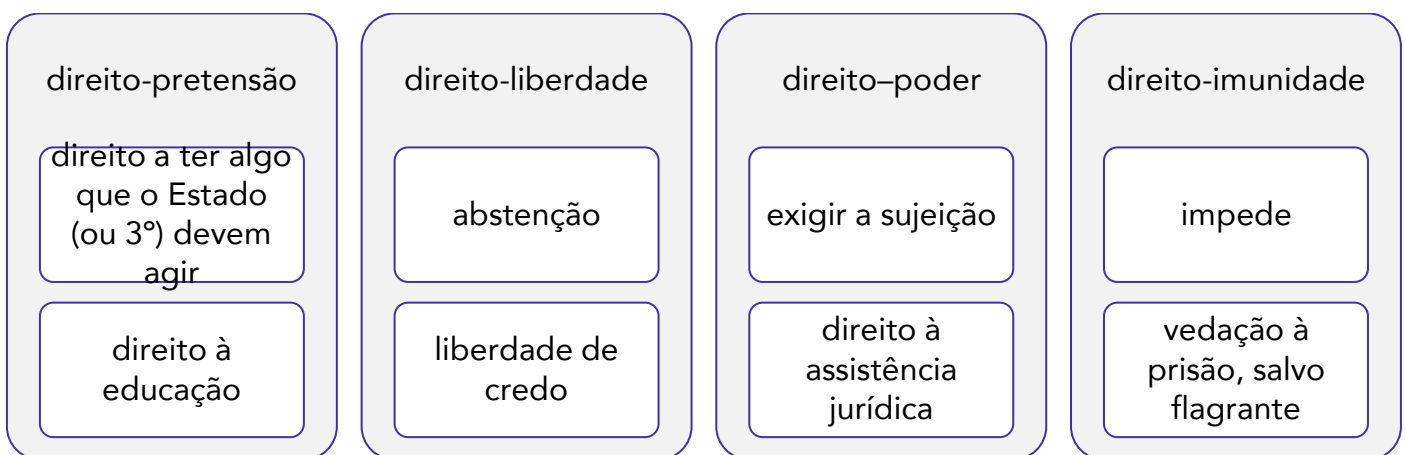 direito-pretensão
direito a ter algo
que o Estado
(ou 3º) devem
agir
direito à
educação
direito-liberdade
abstenção
liberdade de
credo
direito–poder
exigir a sujeição
direito à
assistência
jurídica
direito-imunidade
impede
vedação à
prisão, salvo
flagrante